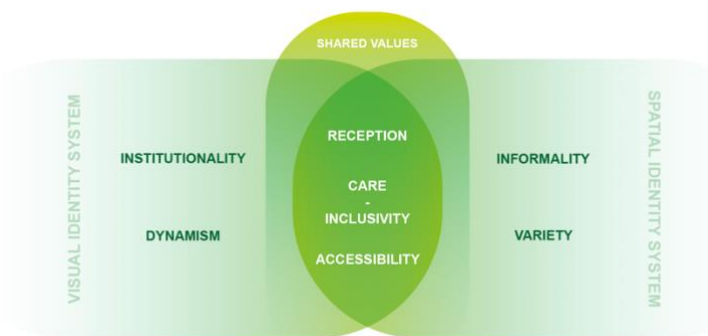 SHARED VALUES
VISUAL IDENTITY SYSTEM
INSTITUTIONALITY
DYNAMISM
RECEPTION
CARE
-
INCLUSIVITY
ACCESSIBILITY
INFORMALITY
VARIETY
SPATIAL IDENTITY SYSTEM